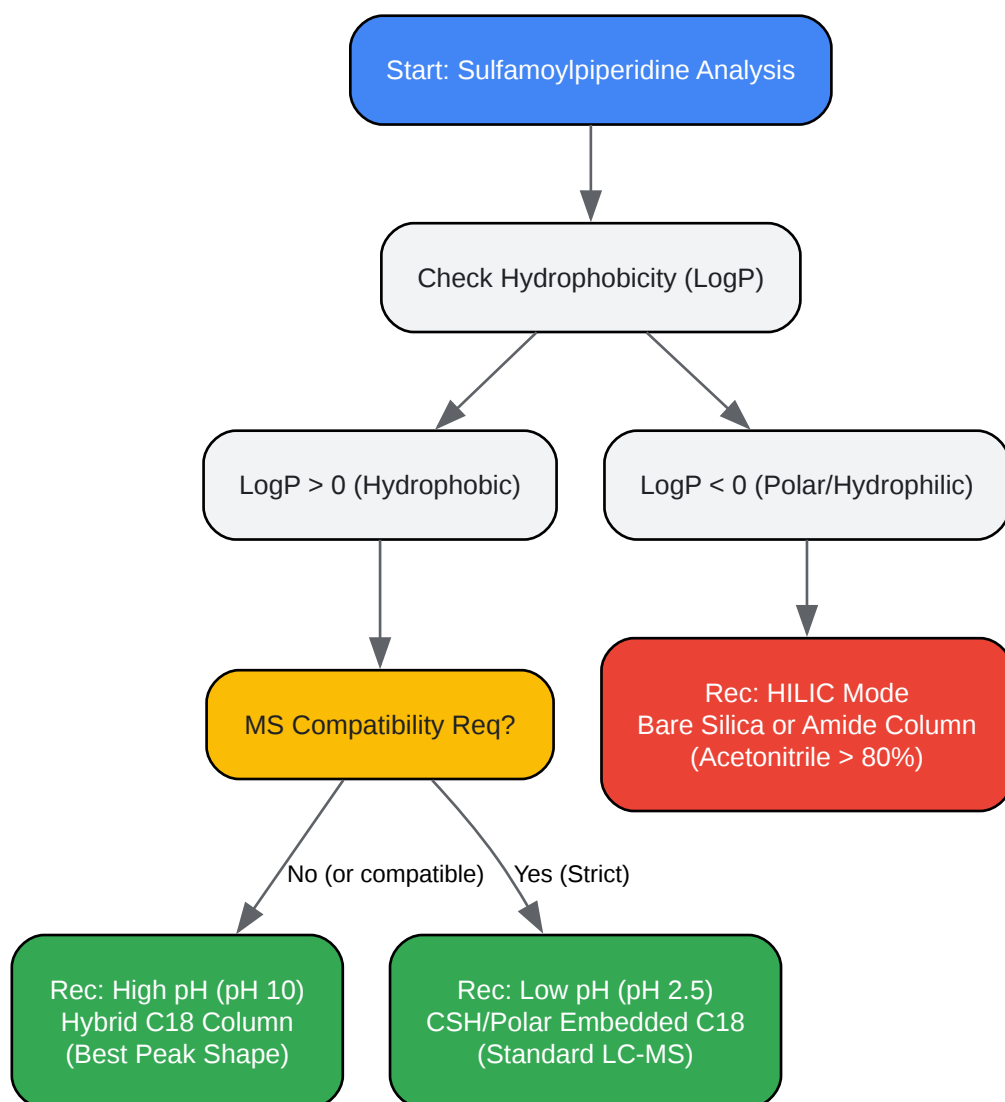 Start: Sulfamoylpiperidine Analysis
Check Hydrophobicity (LogP)
LogP > 0 (Hydrophobic)
LogP < 0 (Polar/Hydrophilic)
MS Compatibility Req?
Rec: HILIC Mode
Bare Silica or Amide Column
(Acetonitrile > 80%)
No (or compatible)
Yes (Strict)
Rec: High pH (pH 10)
Hybrid C18 Column
(Best Peak Shape)
Rec: Low pH (pH 2.5)
CSH/Polar Embedded C18
(Standard LC-MS)